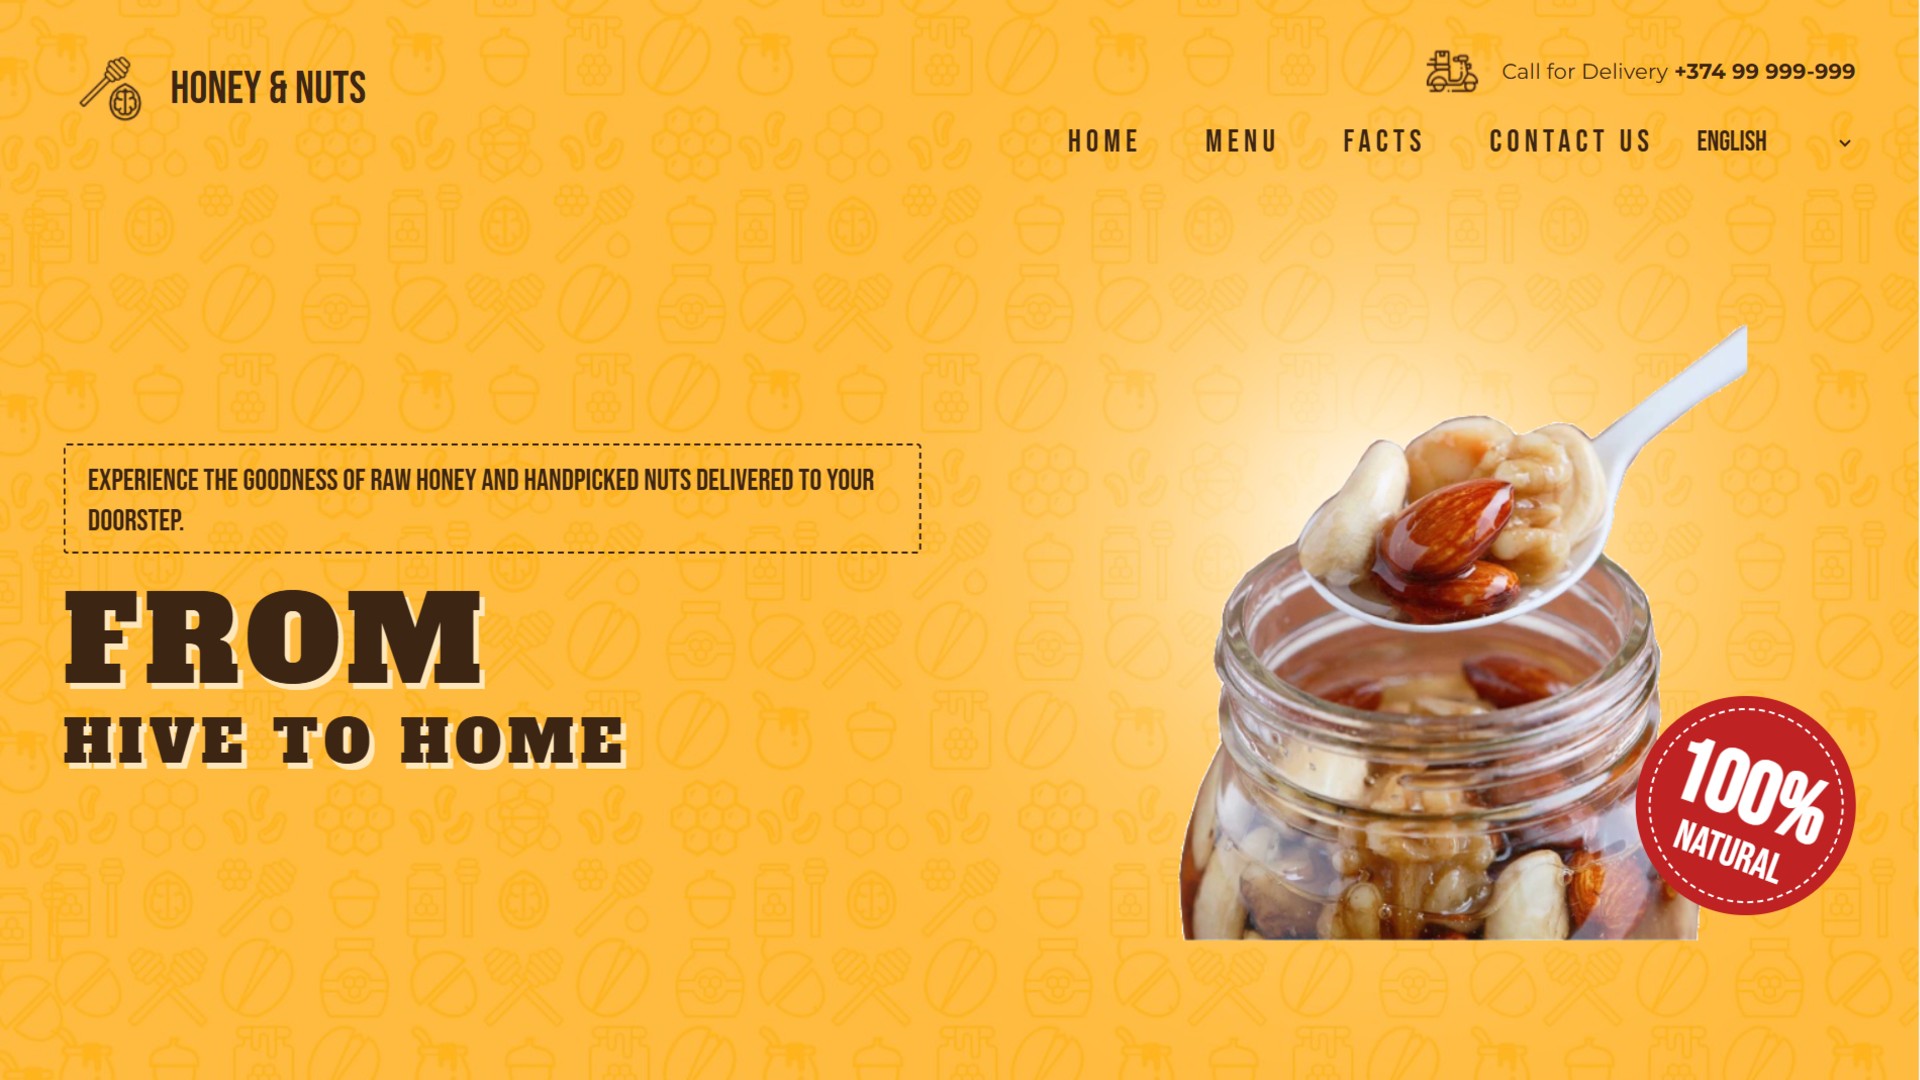 HONEY & NUTS
Call for Delivery +374 99 999-999
HOME MENU FACTS CONTACT US ENGLISH
EXPERIENCE THE GOODNESS OF RAW HONEY AND HANDPICKED NUTS DELIVERED TO YOUR
DOORSTEP.
FROM
HIVE TO HOME
100%
NATURAL